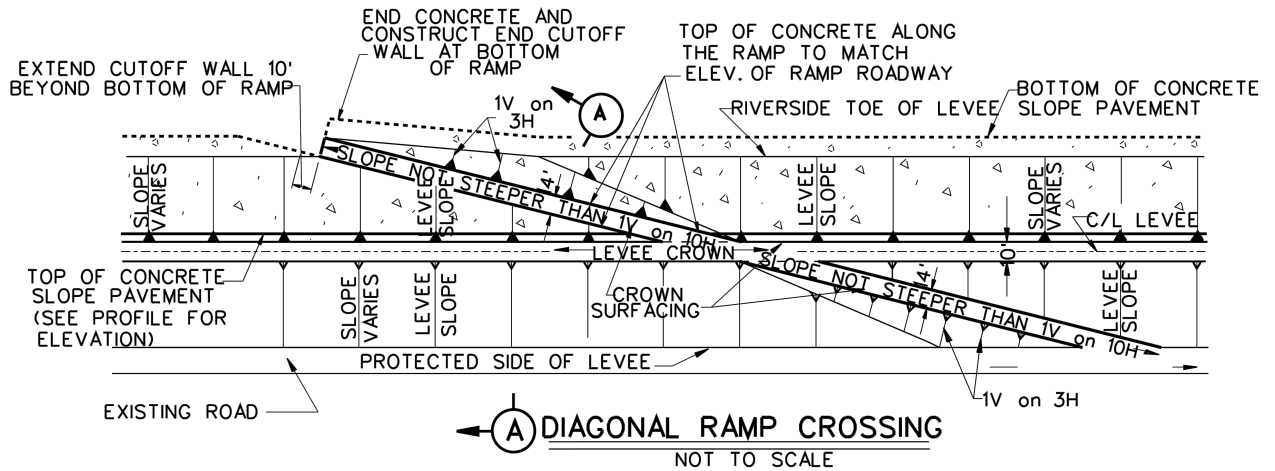 END CONCRETE AND
CONSTRUCT END CUTOFF
WALL AT BOTTOM
OF RAMP
TOP OF CONCRETE ALONG
THE RAMP TO MATCH
ELEV. OF RAMP ROADWAY
EXTEND CUTOFF WALL 10'
BEYOND BOTTOM OF RAMP
1V on
3H
A
BOTTOM OF CONCRETE
SLOPE PAVEMENT
RIVERSIDE TOE OF LEVEE
SLOPE NOT STEEPER THAN 1V on 10H
14'
SLOPE
VARIES
LEVEE
SLOPE
LEVEE
SLOPE
SLOPE
VARIES
C/L LEVEE
LEVEE CROWN
10'
TOP OF CONCRETE
SLOPE PAVEMENT
(SEE PROFILE FOR
ELEVATION)
SLOPE
VARIES
LEVEE
SLOPE
CROWN
SURFACING
SLOPE NOT STEEPER THAN 1V on 10H
14'
LEVEE
SLOPE
PROTECTED SIDE OF LEVEE
EXISTING ROAD
1V on 3H
A
DIAGONAL RAMP CROSSING
NOT TO SCALE